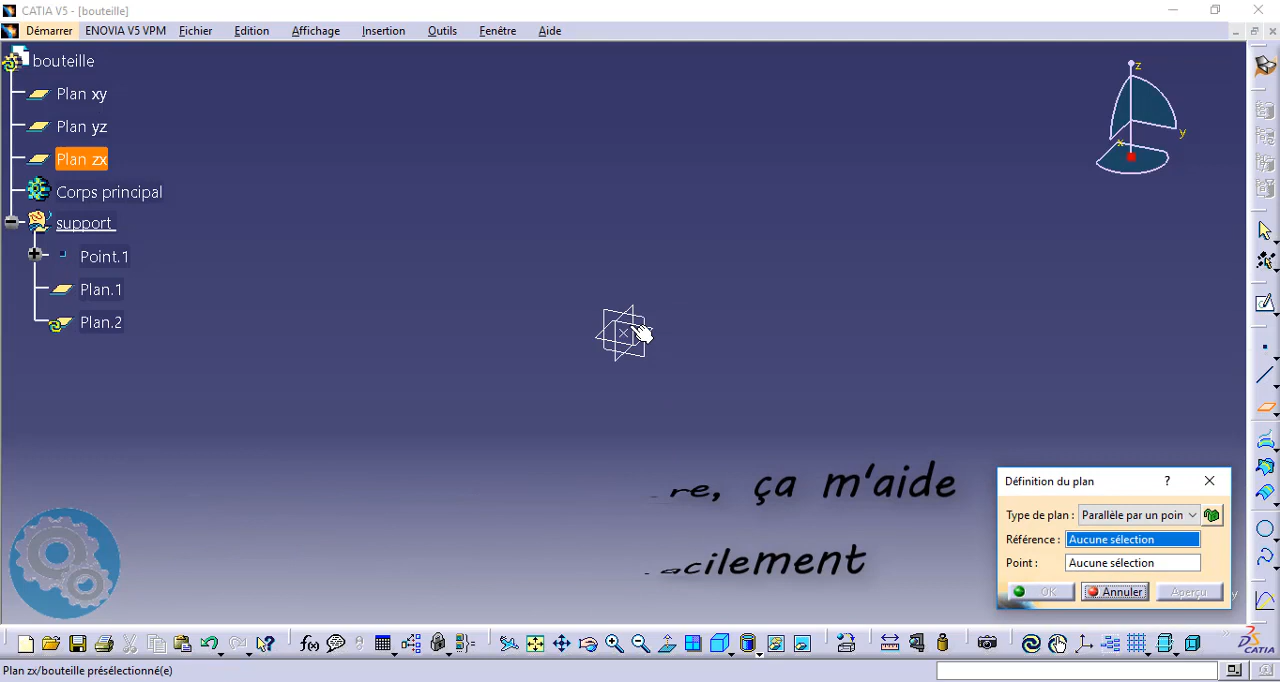 CATIA V5 - [bouteille]
Démarrer ENOVIA V5 VPM Fichier Edition Affichage Insertion Outils Fenêtre Aide
bouteille
Plan xy
Plan yz
Plan zx
Corps principal
support
Point.1
Plan.1
Plan.2
z
y
x
ça m'aide
Définition du plan ?
Type de plan : Parallèle par un poin
Référence : Aucune sélection
Point : Aucune sélection
OK Annuler Aperçu
y
f(x)
CATIA
Plan zx/bouteille présélectionné(e)